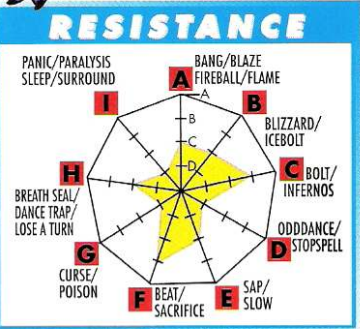 RESISTANCE
PANIC/PARALYSIS
SLEEP/SURROUND
BANG/BLAZE
FIREBALL/FLAME
A
A
B
C
D
B
BLIZZARD/
ICEBOLT
C
BOLT/
INFERNOS
D
ODDDANCE/
STOPSPELL
E
SAP/
SLOW
F
BEAT/
SACRIFICE
G
CURSE/
POISON
H
BREATH SEAL/
DANCE TRAP/
LOSE A TURN
I